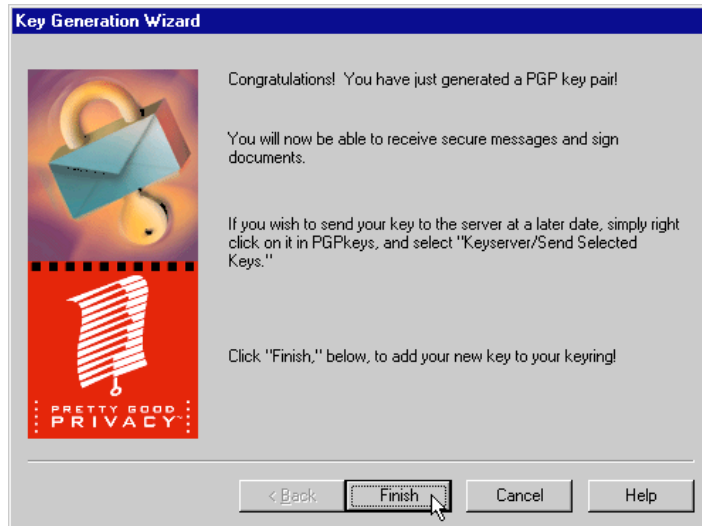 Key Generation Wizard
Congratulations! You have just generated a PGP key pair!
You will now be able to receive secure messages and sign
documents.
If you wish to send your key to the server at a later date, simply right
click on it in PGPkeys, and select "Keyserver/Send Selected
Keys."
Click "Finish," below, to add your new key to your keyring!
PRETTY GOOD
PRIVACY™
< Back
Finish
Cancel
Help